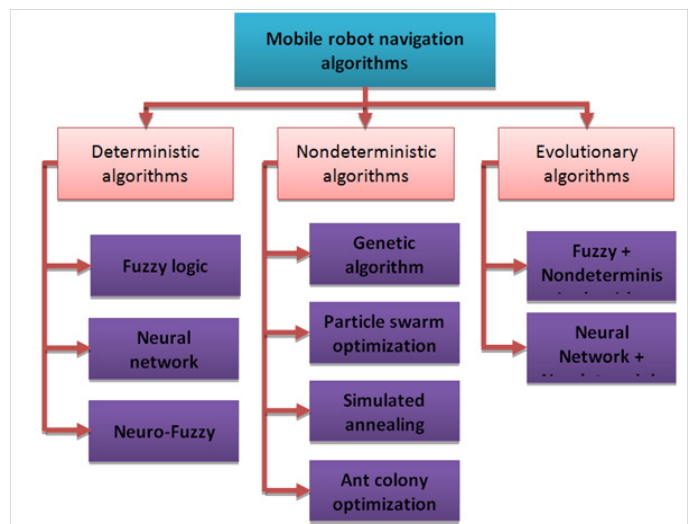 Mobile robot navigation
algorithms
Deterministic
algorithms
Nondeterministic
algorithms
Evolutionary
algorithms
Fuzzy logic
Neural
network
Neuro-Fuzzy
Genetic
algorithm
Particle swarm
optimization
Simulated
annealing
Ant colony
optimization
Fuzzy +
Nondeterminis
Neural
Network +